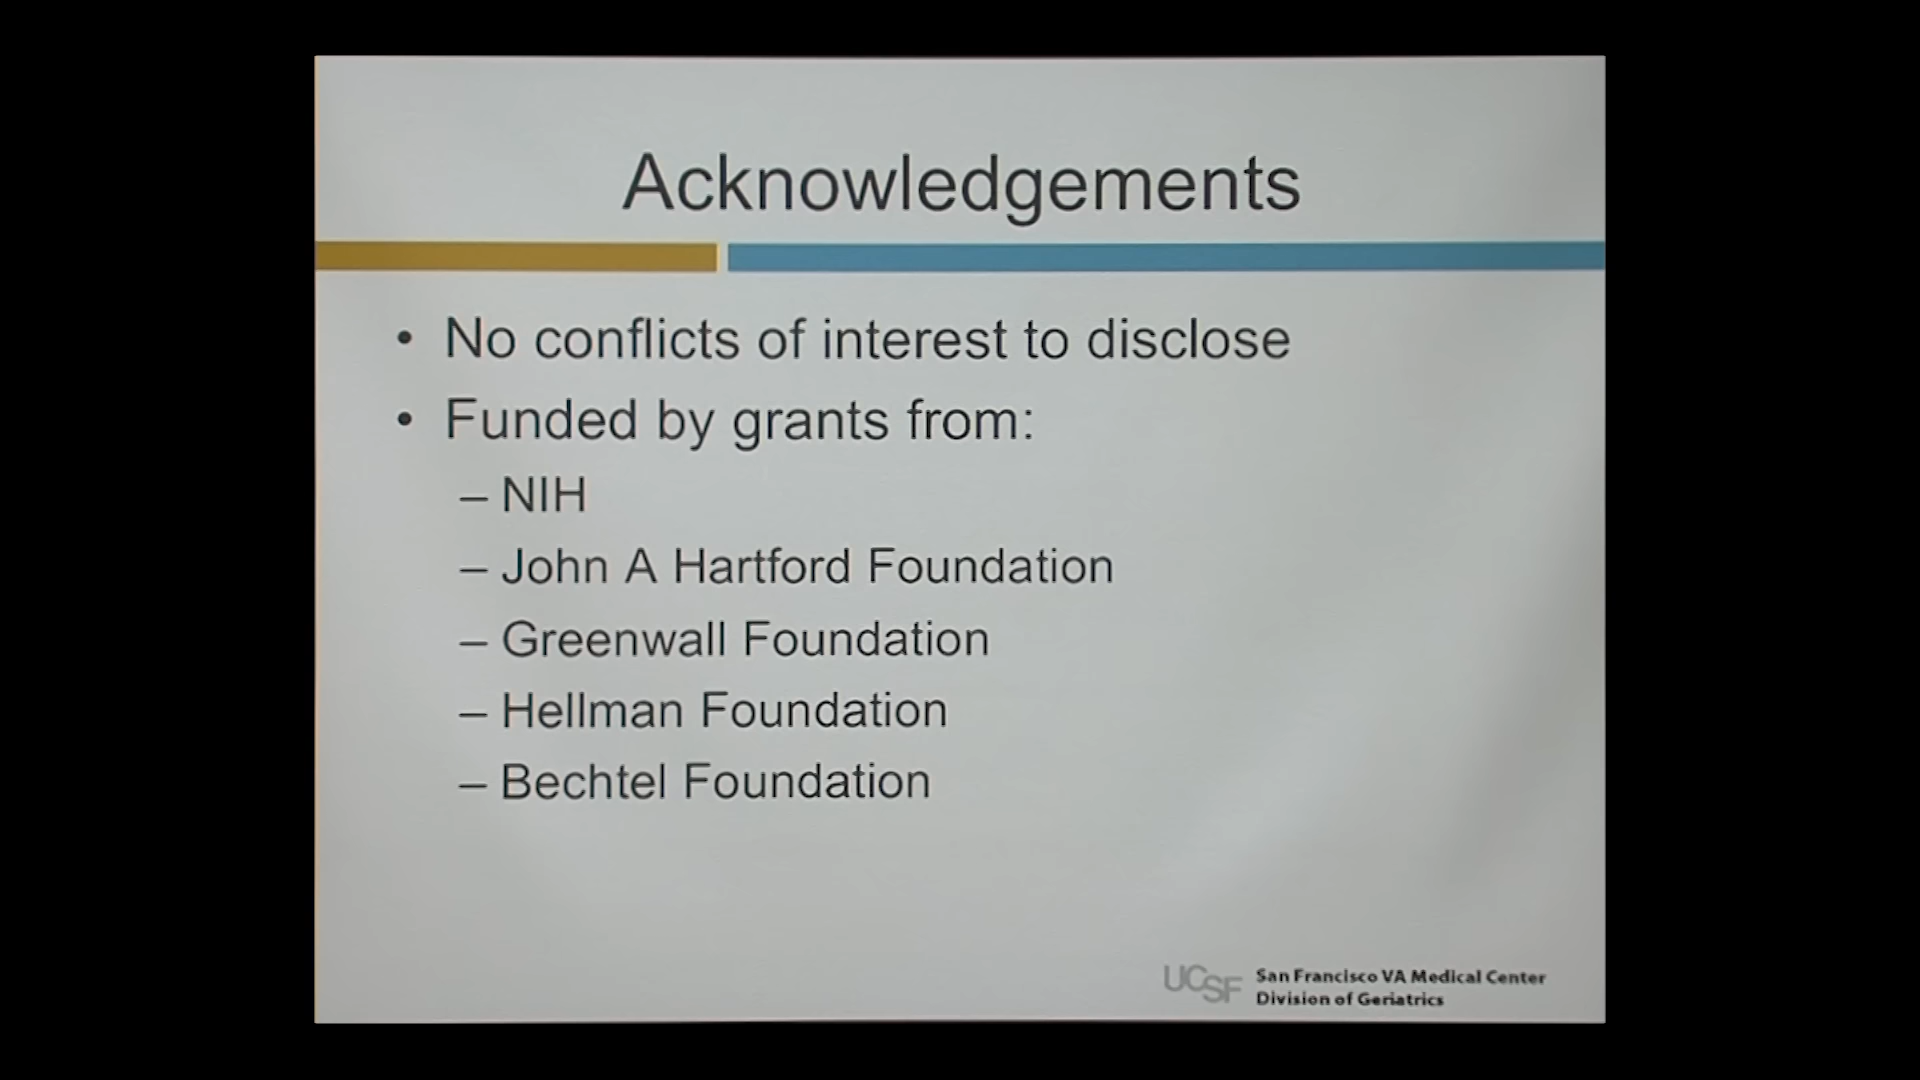 Acknowledgements
• No conflicts of interest to disclose
• Funded by grants from:
– NIH
– John A Hartford Foundation
– Greenwall Foundation
– Hellman Foundation
– Bechtel Foundation
UCSF
San Francisco VA Medical Center
Division of Geriatrics